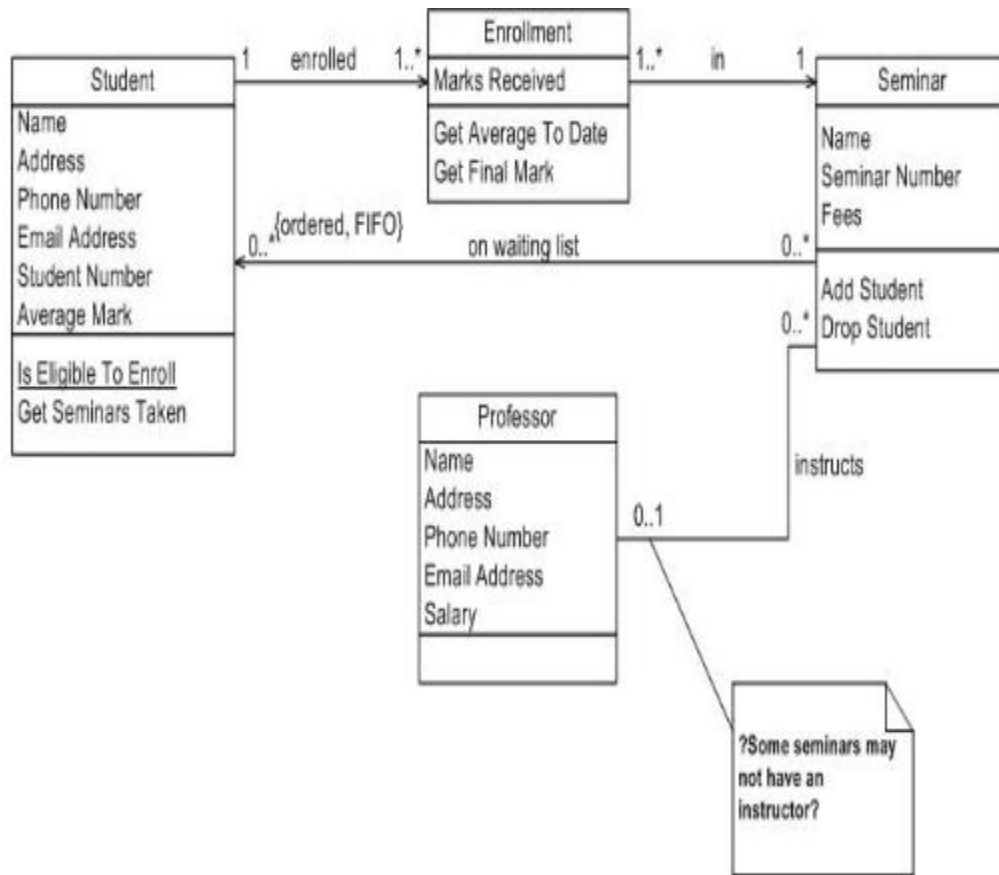 Enrollment
1 enrolled 1..*
1..* in 1
Student
Marks Received
Seminar
Name
Address
Phone Number
Email Address
Student Number
Average Mark
Get Average To Date
Get Final Mark
Name
Seminar Number
Fees
{ordered, FIFO}
0..* on waiting list 0..*
Add Student
Drop Student
0..*
Is Eligible To Enroll
Get Seminars Taken
Professor
Name
Address
Phone Number
Email Address
Salary
instructs
0..1
?Some seminars may
not have an
instructor?